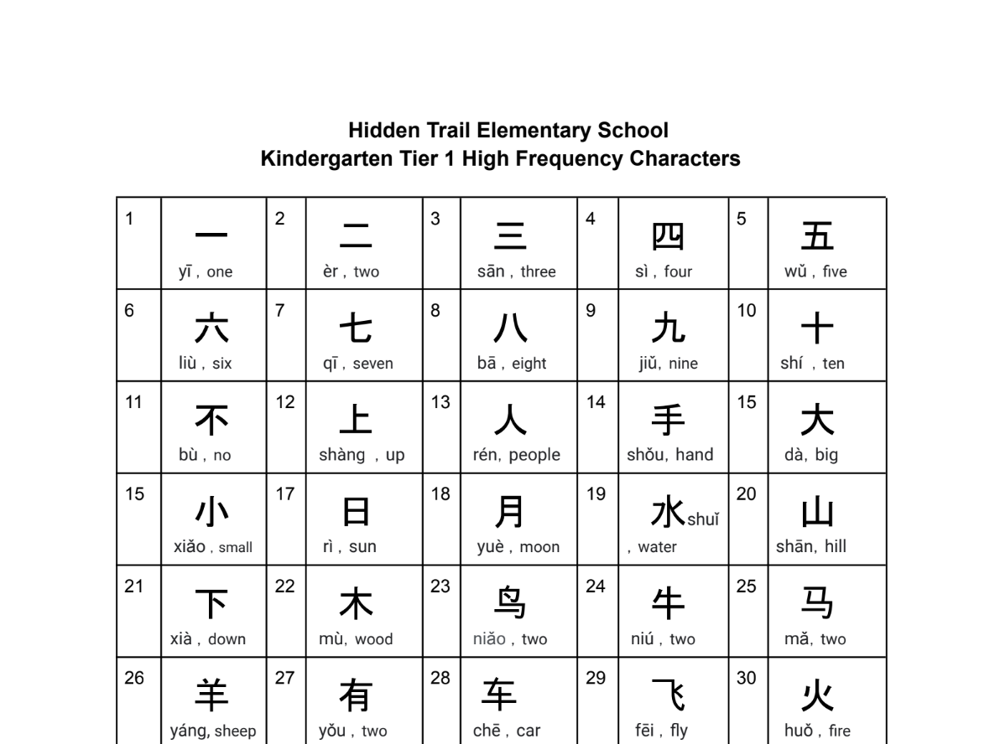 Hidden Trail Elementary School
Kindergarten Tier 1 High Frequency Characters
1 一 2 二 3 三 4 四 5 五
yī , one èr , two sān , three sì , four wǔ , five
6 六 7 七 8 八 9 九 10 十
liù , six qī , seven bā , eight jiǔ, nine shí , ten
11 不 12 上 13 人 14 手 15 大
bù , no shàng , up rén, people shǒu, hand dà, big
15 小 17 日 18 月 19 水 shuǐ 20 山
xiǎo , small rì , sun yuè , moon , water shān, hill
21 下 22 木 23 鸟 24 牛 25 马
xià , down mù, wood niǎo , two niú , two mǎ, two
26 羊 27 有 28 车 29 飞 30 火
yáng, sheep yǒu , two chē , car fēi , fly huǒ , fire